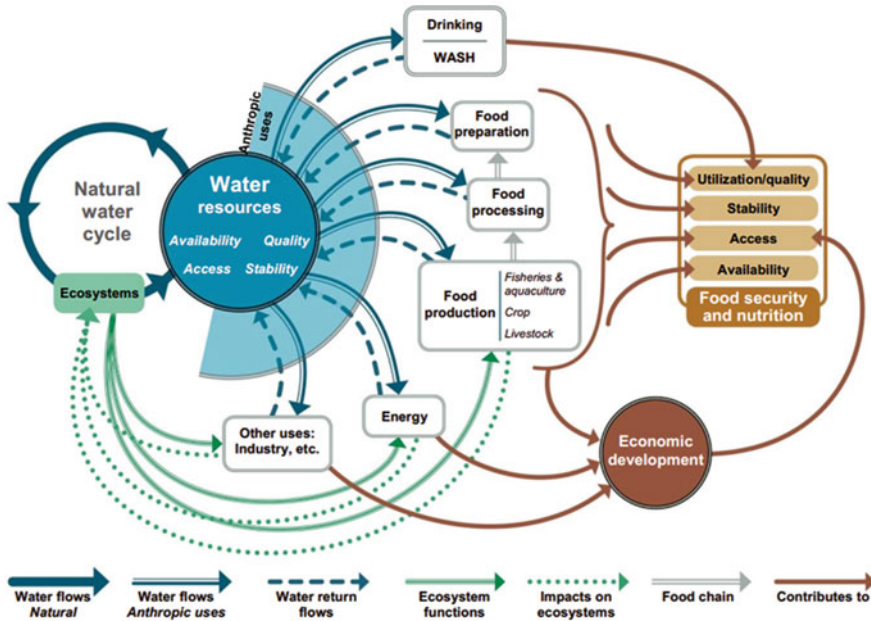 Drinking
WASH
Anthropic
uses
Food
preparation
Natural
water
cycle
Water
resources
Availability Quality
Access Stability
Food
processing
Utilization/quality
Stability
Access
Availability
Food security
and nutrition
Ecosystems
Food
production
Fisheries &
aquaculture
Crop
Livestock
Other uses:
Industry, etc.
Energy
Economic
development
Water flows
Natural
Water flows
Anthropic uses
Water return
flows
Ecosystem
functions
Impacts on
ecosystems
Food chain
Contributes to